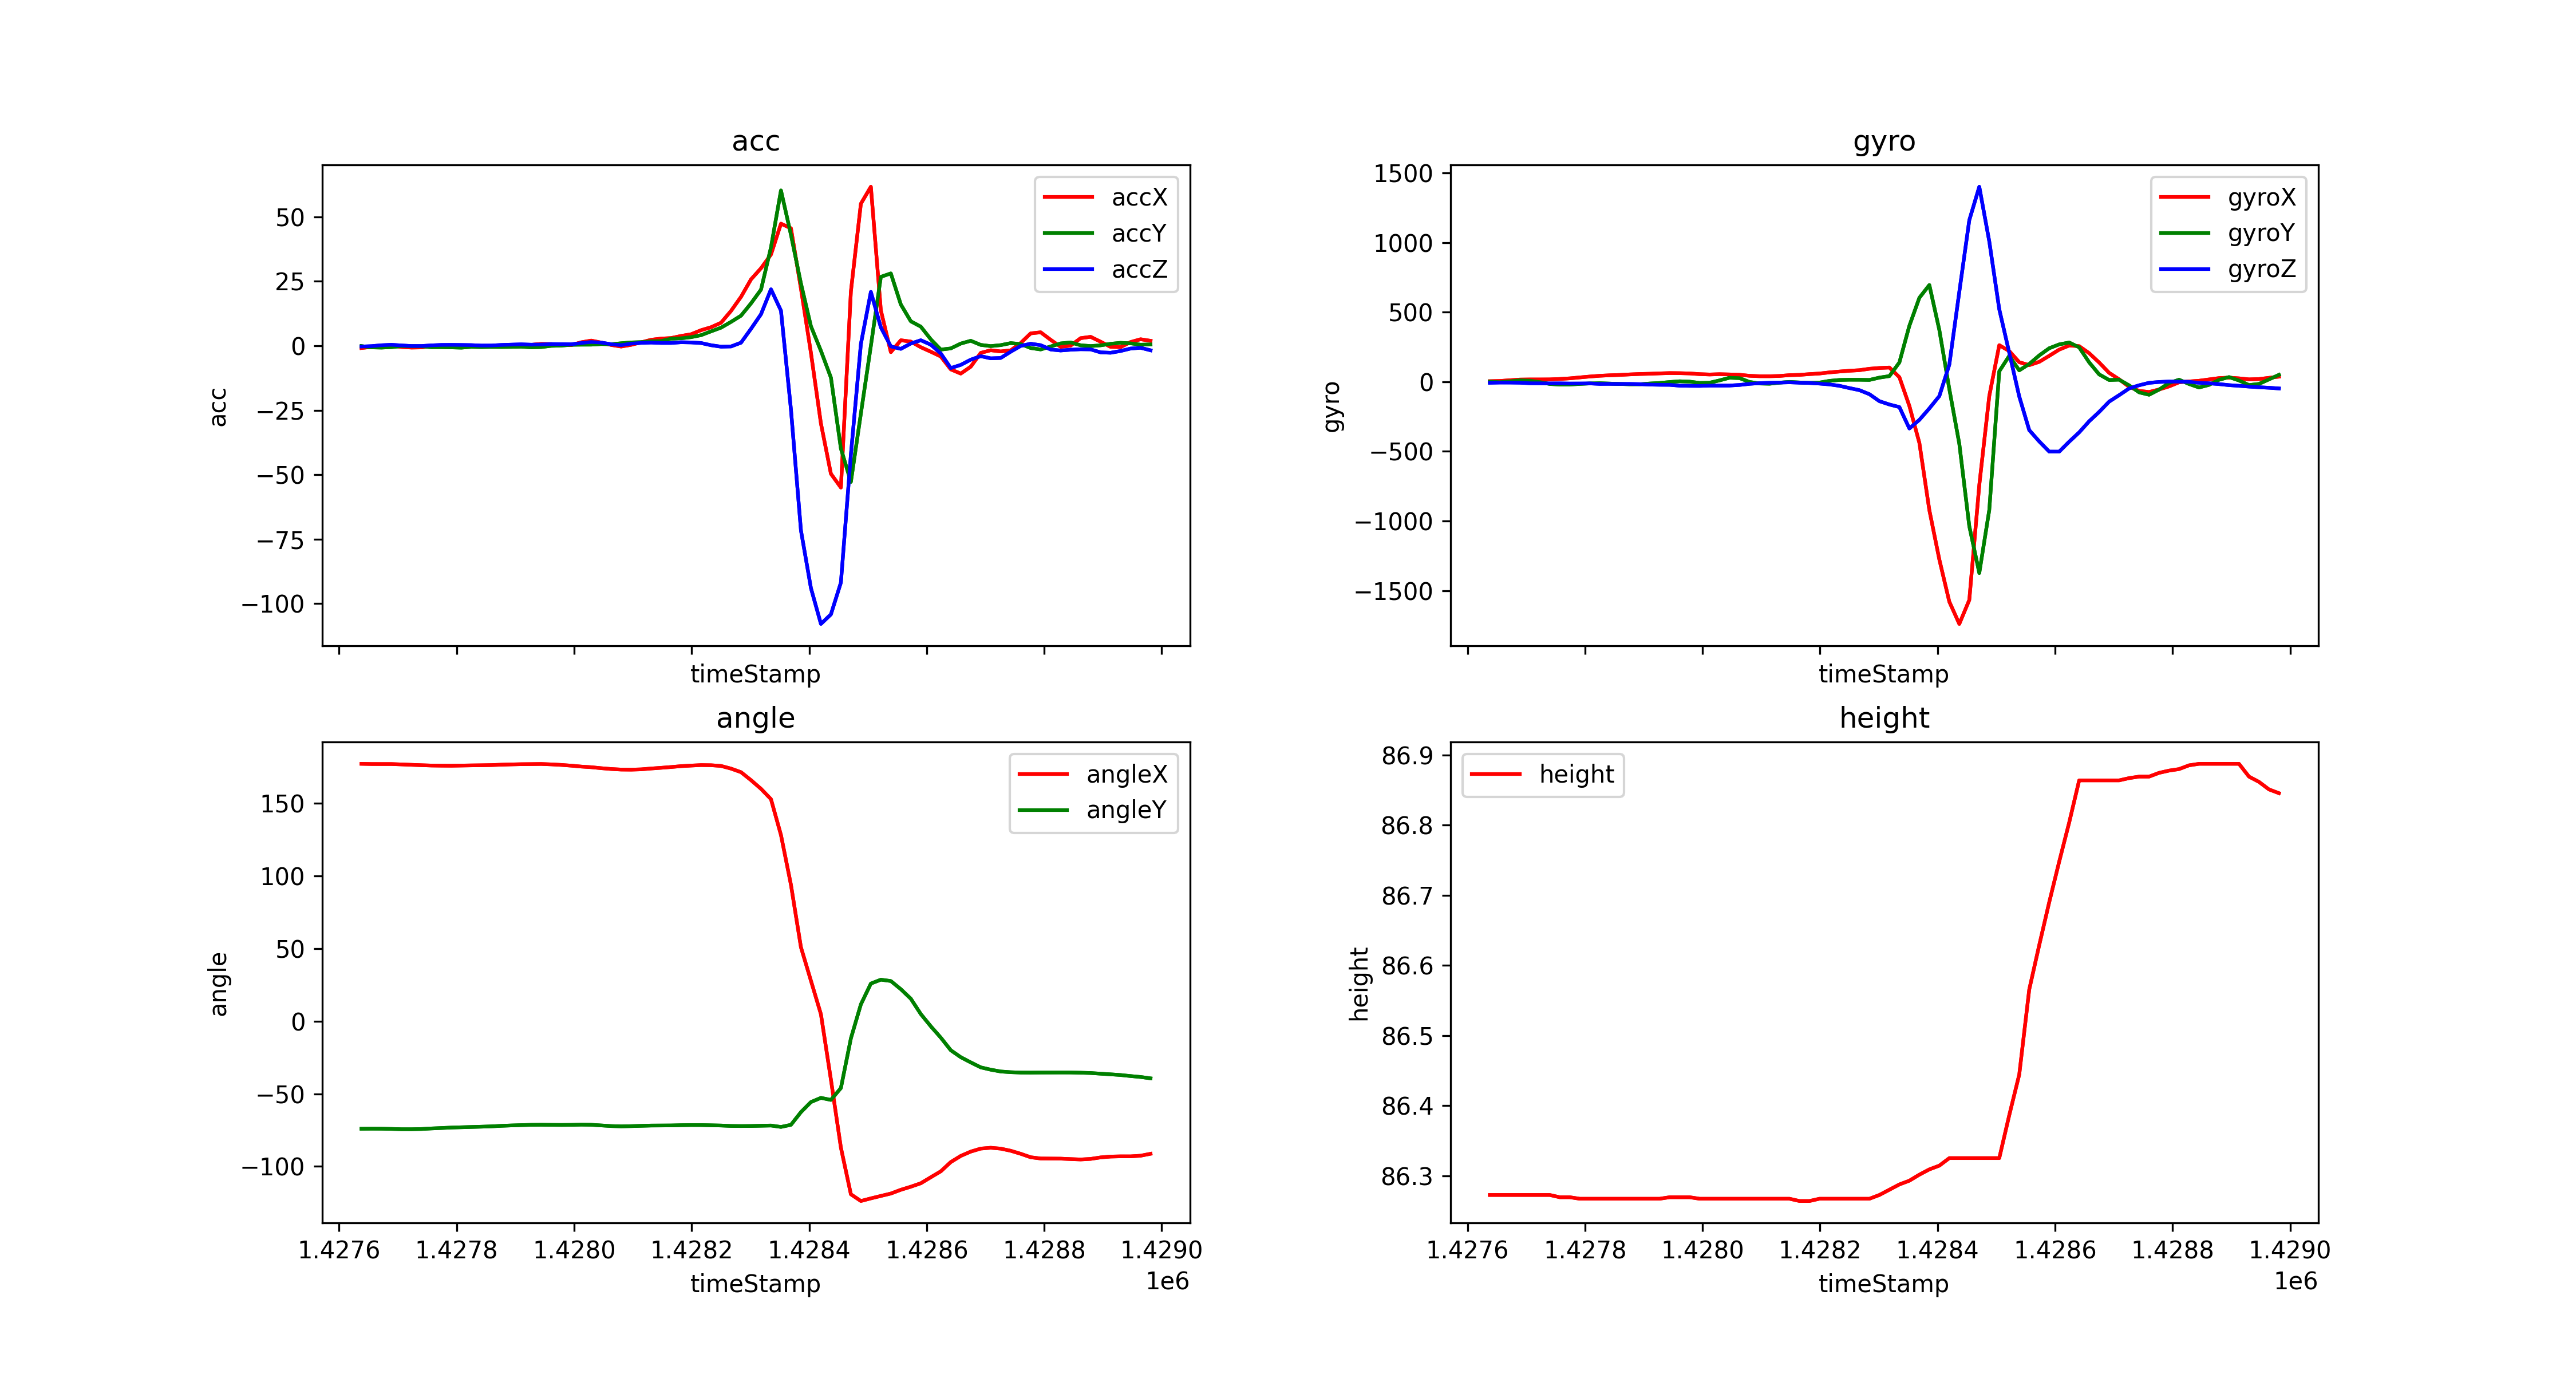 acc
accX
accY
accZ
50
25
0
−25
−50
−75
−100
acc
timeStamp
gyro
gyroX
gyroY
gyroZ
1500
1000
500
0
−500
−1000
−1500
gyro
timeStamp
angle
angleX
angleY
150
100
50
0
−50
−100
angle
1.4276 1.4278 1.4280 1.4282 1.4284 1.4286 1.4288 1.4290
1e6
timeStamp
height
height
86.9
86.8
86.7
86.6
86.5
86.4
86.3
height
1.4276 1.4278 1.4280 1.4282 1.4284 1.4286 1.4288 1.4290
1e6
timeStamp